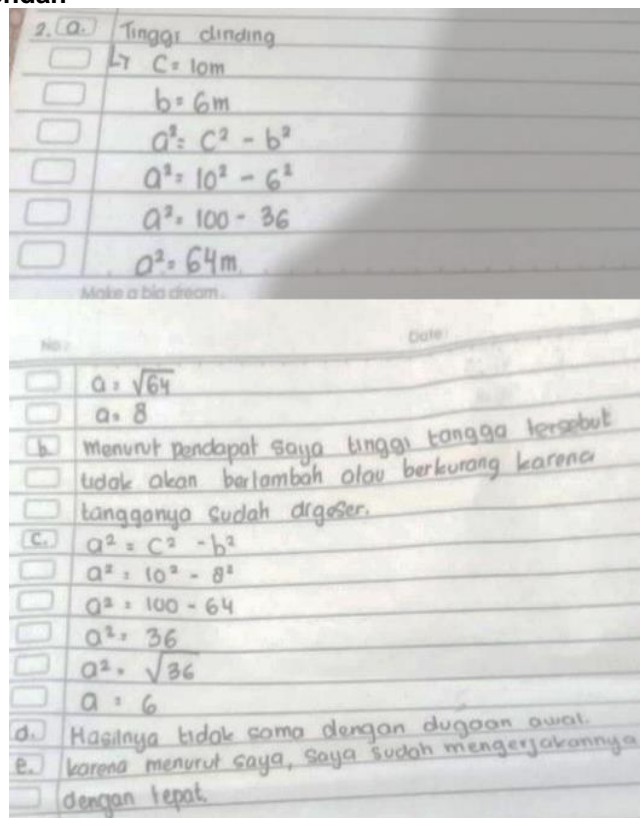 2. a. Tinggi dinding
↳ C = 10m
b = 6m
a² = c² - b²
a² = 10² - 6²
a² = 100 - 36
a² = 64m
Make a big dream
No :
Date :
a = √64
a = 8
b. menurut pendapat saya tinggi tangga tersebut
tidak akan bertambah atau berkurang karena
tangganya sudah digeser.
c. a² = c² - b²
a² = 10² - 8²
a² = 100 - 64
a² = 36
a² = √36
a = 6
d. Hasilnya tidak sama dengan dugaan awal.
e. karena menurut saya, saya sudah mengerjakannya
dengan tepat.